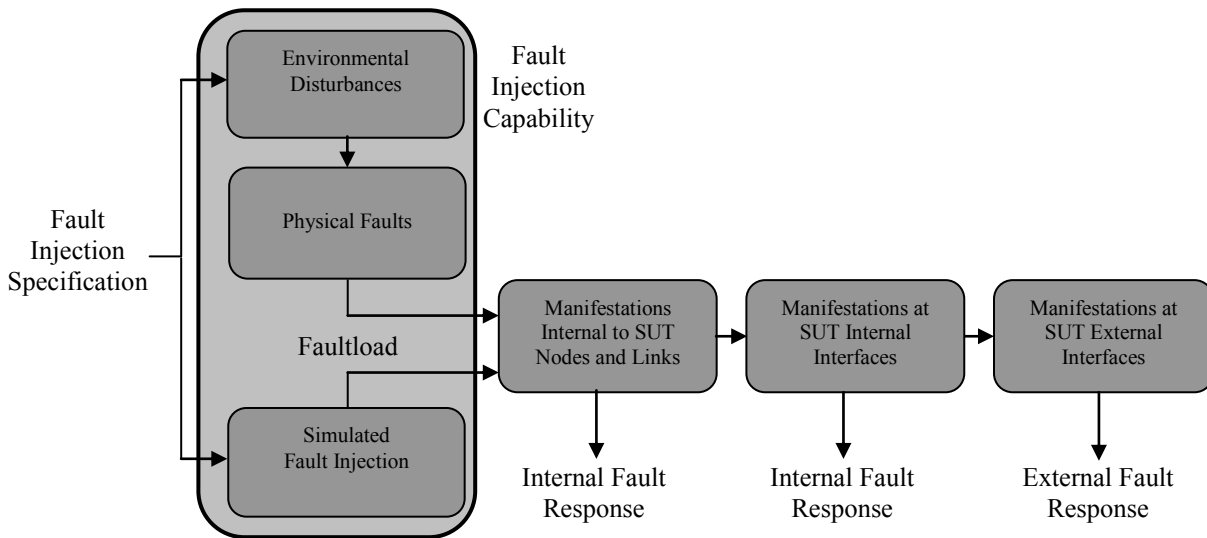 Environmental
Disturbances
Fault
Injection
Capability
Physical Faults
Fault
Injection
Specification
Faultload
Manifestations
Internal to SUT
Nodes and Links
Manifestations at
SUT Internal
Interfaces
Manifestations at
SUT External
Interfaces
Simulated
Fault Injection
Internal Fault
Response
Internal Fault
Response
External Fault
Response